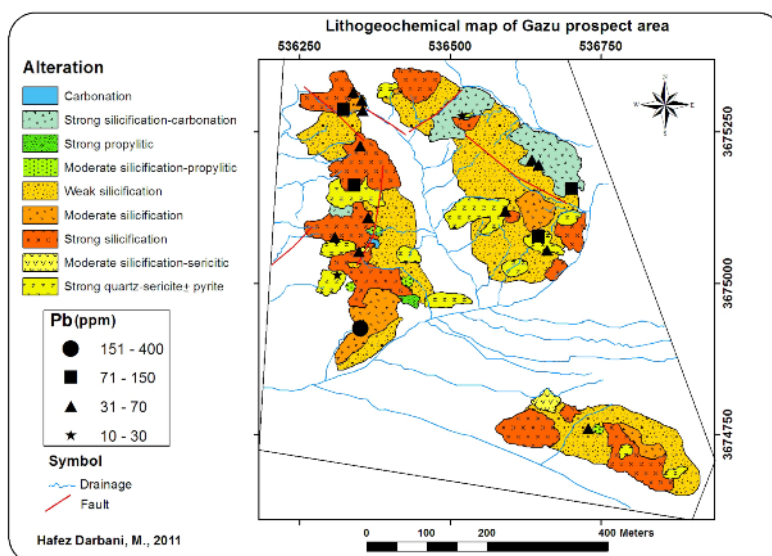 Lithogeochemical map of Gazu prospect area
536250 536500 536750
Alteration
Carbonation
Strong silicification-carbonation
Strong propylitic
Moderate silicification-propylitic
Weak silicification
Moderate silicification
Strong silicification
Moderate silicification-sericitic
Strong quartz-sericite± pyrite
Pb(ppm)
151 - 400
71 - 150
31 - 70
10 - 30
Symbol
Drainage
Fault
Hafez Darbani, M., 2011
N
W E
S
3675250
3675000
3674750
0 100 200 400 Meters